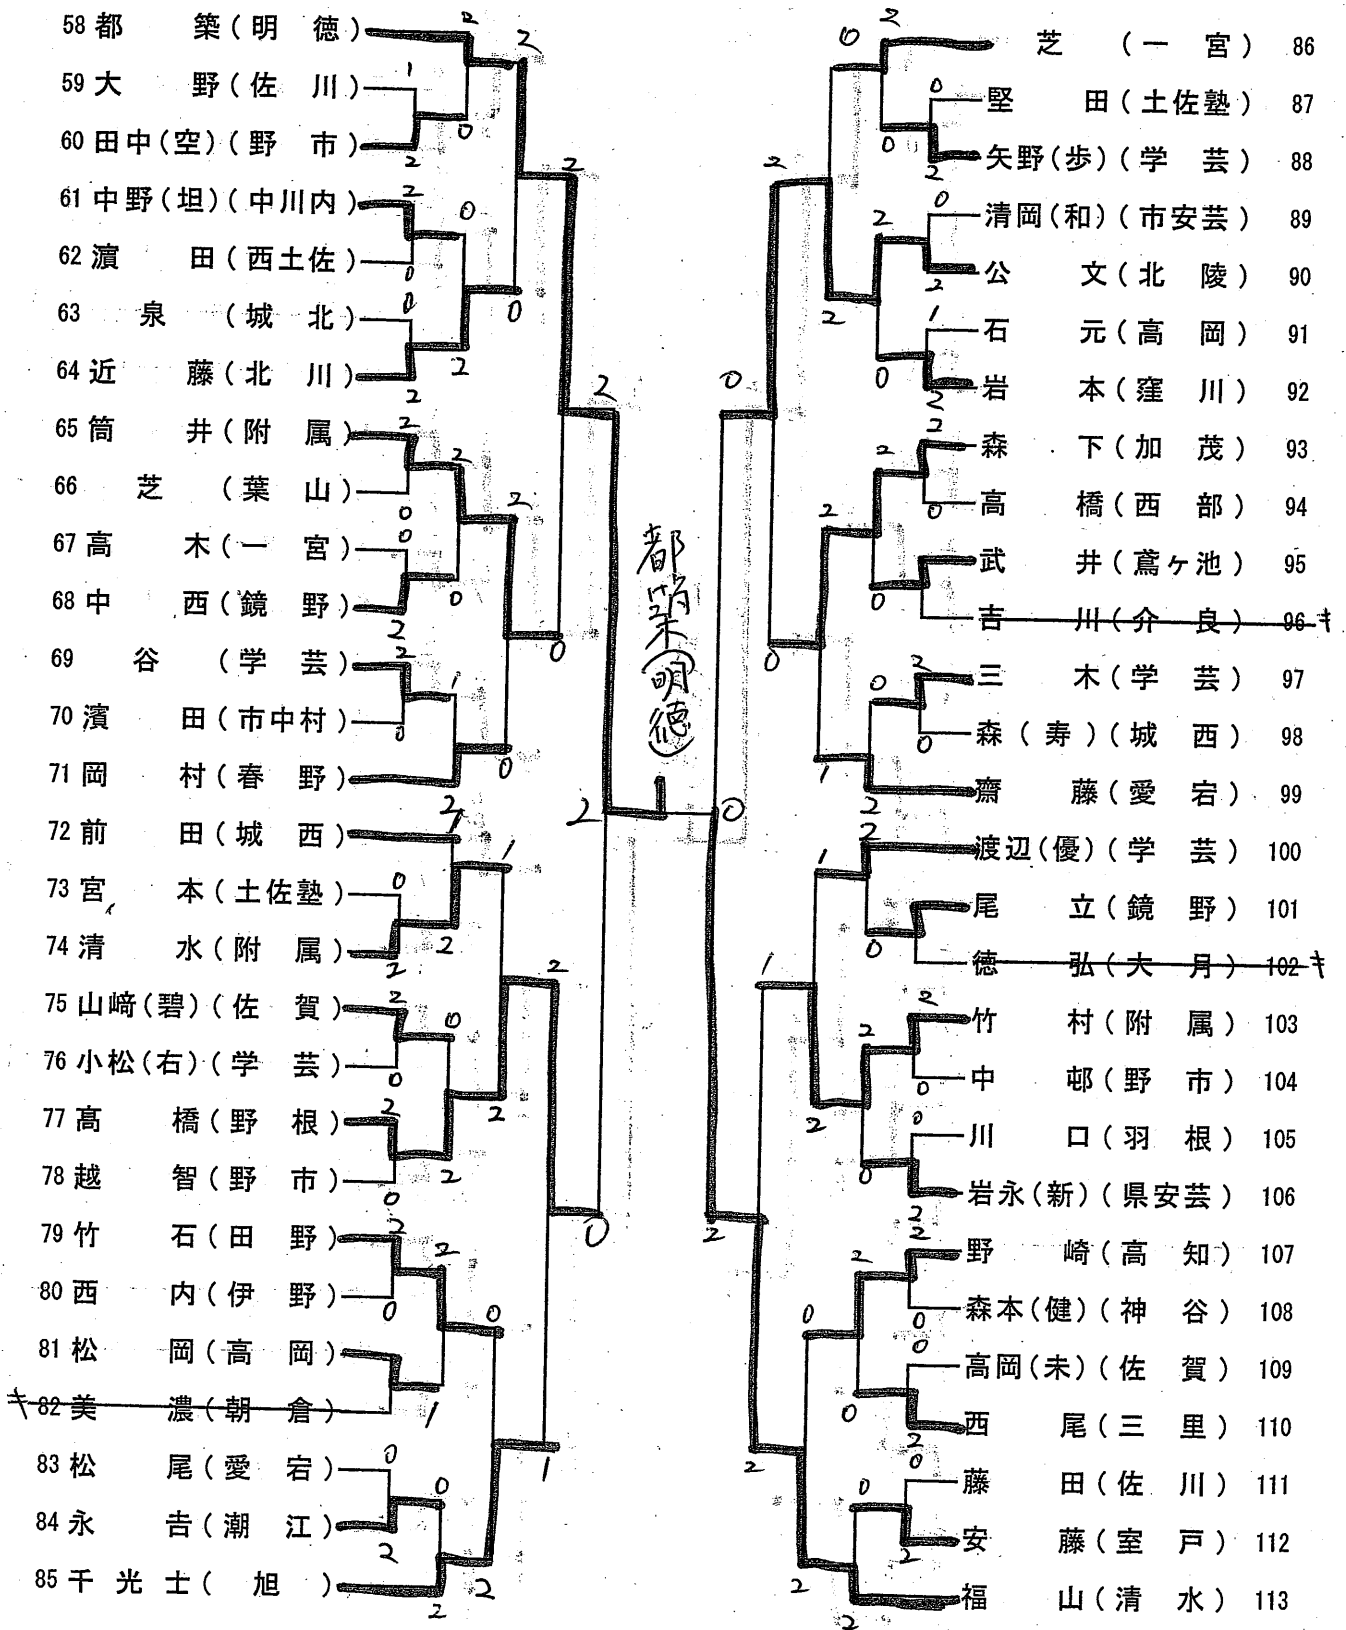 58 都 築 ( 明 徳 )
59 大 野 ( 佐 川 )
60 田中 (空) ( 野 市 )
61 中野 (坦) ( 中川内 )
62 濵 田 ( 西土佐 )
63 泉 ( 城 北 )
64 近 藤 ( 北 川 )
65 筒 井 ( 附 属 )
66 芝 ( 葉 山 )
67 高 木 ( 一 宮 )
68 中 西 ( 鏡 野 )
69 谷 ( 学 芸 )
70 濱 田 ( 市中村 )
71 岡 村 ( 春 野 )
72 前 田 ( 城 西 )
73 宮 本 ( 土佐塾 )
74 清 水 ( 附 属 )
75 山﨑 (碧) ( 佐 賀 )
76 小松 (右) ( 学 芸 )
77 髙 橋 ( 野 根 )
78 越 智 ( 野 市 )
79 竹 石 ( 田 野 )
80 西 内 ( 伊 野 )
81 松 岡 ( 高 岡 )
キ 82 美 濃 ( 朝 倉 )
83 松 尾 ( 愛 宕 )
84 永 吉 ( 潮 江 )
85 千 光 士 ( 旭 )
都築(明徳)
芝 ( 一 宮 ) 86
堅 田 ( 土佐塾 ) 87
矢野 (歩) ( 学 芸 ) 88
清岡 (和) ( 市安芸 ) 89
公 文 ( 北 陵 ) 90
石 元 ( 高 岡 ) 91
岩 本 ( 窪 川 ) 92
森 下 ( 加 茂 ) 93
高 橋 ( 西 部 ) 94
武 井 ( 鳶ヶ池 ) 95
吉 川 ( 介 良 ) 96 キ
三 木 ( 学 芸 ) 97
森 ( 寿 ) ( 城 西 ) 98
齋 藤 ( 愛 宕 ) 99
渡辺 (優) ( 学 芸 ) 100
尾 立 ( 鏡 野 ) 101
徳 弘 ( 大 月 ) 102 キ
竹 村 ( 附 属 ) 103
中 邨 ( 野 市 ) 104
川 口 ( 羽 根 ) 105
岩永 (新) ( 県安芸 ) 106
野 崎 ( 高 知 ) 107
森本 (健) ( 神 谷 ) 108
高岡 (未) ( 佐 賀 ) 109
西 尾 ( 三 里 ) 110
藤 田 ( 佐 川 ) 111
安 藤 ( 室 戸 ) 112
福 山 ( 清 水 ) 113